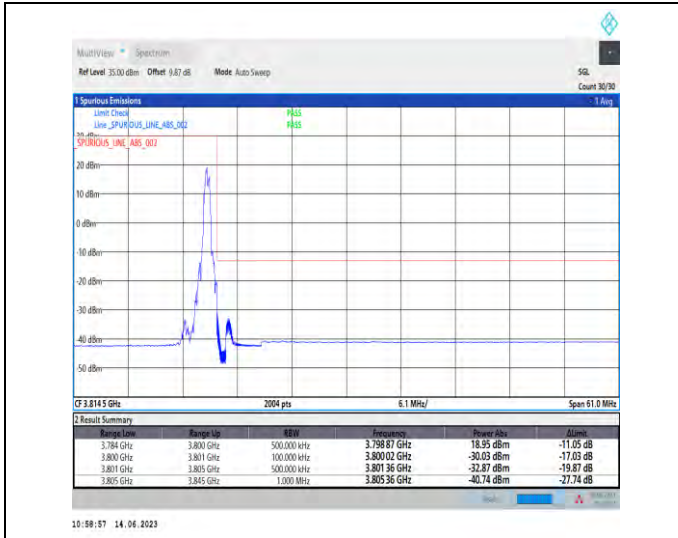 MultiView Spectrum
Ref Level 35.00 dBm Offset 9.87 dB Mode Auto Sweep SGL
Count 30/30
1 Spurious Emissions 1 Avg
Limit Check PASS
Line _SPURIOUS_LINE_ABS_002 PASS
30 dBm
_SPURIOUS_LINE_ABS_002
20 dBm
10 dBm
0 dBm
-10 dBm
-20 dBm
-30 dBm
-40 dBm
-50 dBm
CF 3.814 5 GHz 2004 pts 6.1 MHz/ Span 61.0 MHz
2 Result Summary
Range Low Range Up RBW Frequency Power Abs ΔLimit
3.784 GHz 3.800 GHz 500.000 kHz 3.798 87 GHz 18.95 dBm -11.05 dB
3.800 GHz 3.801 GHz 100.000 kHz 3.800 02 GHz -30.03 dBm -17.03 dB
3.801 GHz 3.805 GHz 500.000 kHz 3.801 36 GHz -32.87 dBm -19.87 dB
3.805 GHz 3.845 GHz 1.000 MHz 3.805 36 GHz -40.74 dBm -27.74 dB
10:58:57 14.06.2023